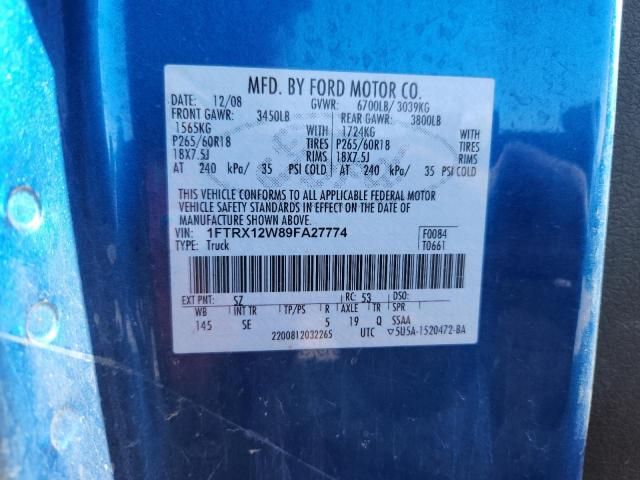 MFD. BY FORD MOTOR CO.
DATE: 12/08 GVWR: 6700LB/ 3039KG
FRONT GAWR: 3450LB REAR GAWR: 3800LB
1565KG WITH 1724KG WITH
P265/60R18 TIRES P265/60R18 TIRES
18X7.5J RIMS 18X7.5J RIMS
AT 240 kPa/ 35 PSI COLD AT 240 kPa/ 35 PSI COLD
THIS VEHICLE CONFORMS TO ALL APPLICABLE FEDERAL MOTOR
VEHICLE SAFETY STANDARDS IN EFFECT ON THE DATE OF
MANUFACTURE SHOWN ABOVE.
VIN: 1FTRX12W89FA27774 F0084
TYPE: Truck T0661
EXT PNT: SZ RC: 53 DSO:
WB INT TR TP/PS R AXLE TR SPR
145 SE 5 19 Q SSAA
2200812032265 UTC ▽5U5A-1520472-BA